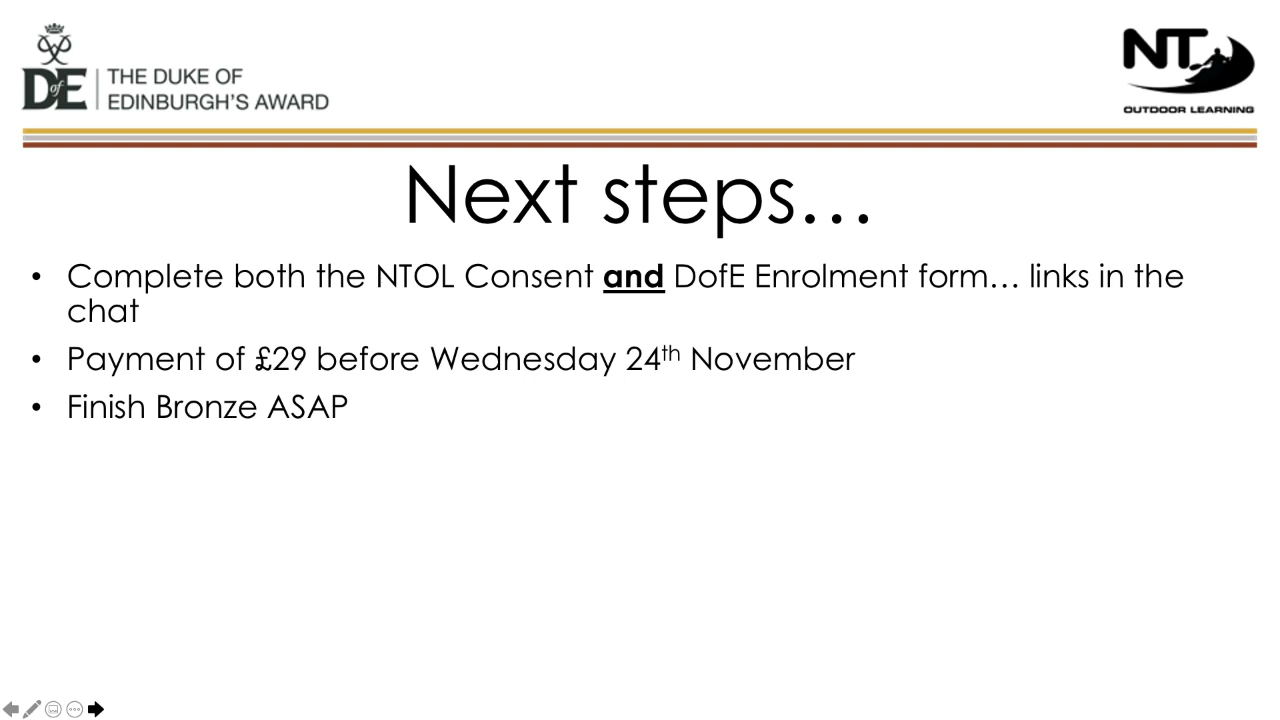 DofE
THE DUKE OF
EDINBURGH'S AWARD
NT
OUTDOOR LEARNING
Next steps…
• Complete both the NTOL Consent and DofE Enrolment form… links in the
chat
• Payment of £29 before Wednesday 24th November
• Finish Bronze ASAP